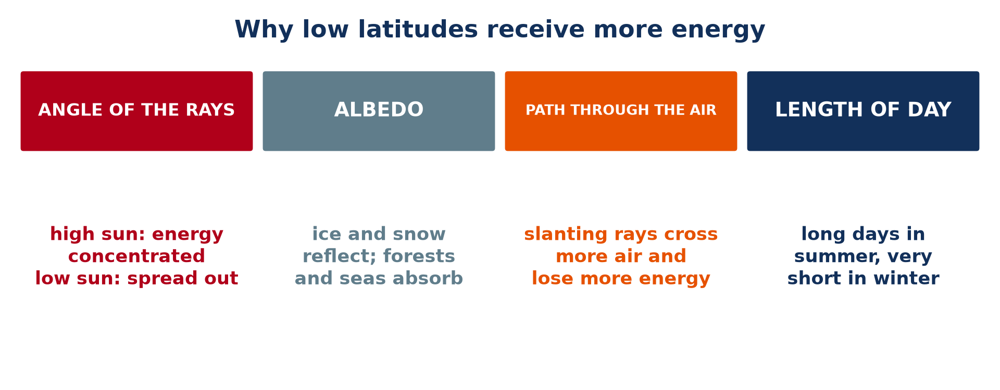 Why low latitudes receive more energy
ANGLE OF THE RAYS
ALBEDO
PATH THROUGH THE AIR
LENGTH OF DAY
high sun: energy
concentrated
low sun: spread out
ice and snow
reflect; forests
and seas absorb
slanting rays cross
more air and
lose more energy
long days in
summer, very
short in winter